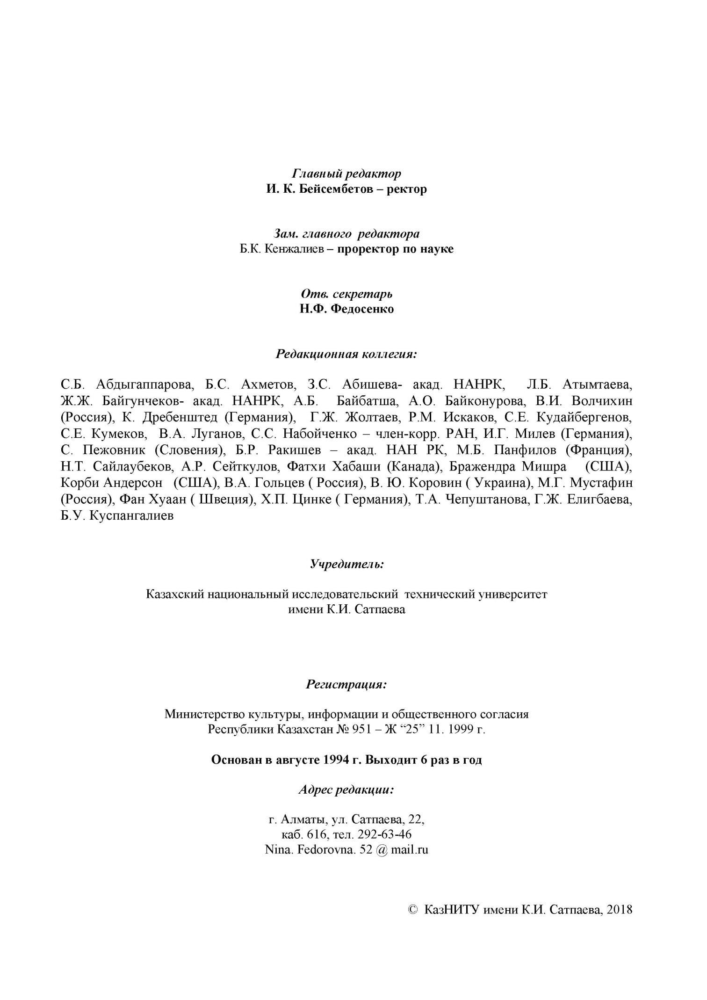 Главный редактор
И. К. Бейсембетов – ректор
Зам. главного редактора
Б.К. Кенжалиев – проректор по науке
Отв. секретарь
Н.Ф. Федосенко
Редакционная коллегия:
С.Б. Абдыгаппарова, Б.С. Ахметов, З.С. Абишева- акад. НАНРК, Л.Б. Атымтаева,
Ж.Ж. Байгунчеков- акад. НАНРК, А.Б. Байбатша, А.О. Байконурова, В.И. Волчихин
(Россия), К. Дребенштед (Германия), Г.Ж. Жолтаев, Р.М. Искаков, С.Е. Кудайбергенов,
С.Е. Кумеков, В.А. Луганов, С.С. Набойченко – член-корр. РАН, И.Г. Милев (Германия),
С. Пежовник (Словения), Б.Р. Ракишев – акад. НАН РК, М.Б. Панфилов (Франция),
Н.Т. Сайлаубеков, А.Р. Сейткулов, Фатхи Хабаши (Канада), Бражендра Мишра (США),
Корби Андерсон (США), В.А. Гольцев ( Россия), В. Ю. Коровин ( Украина), М.Г. Мустафин
(Россия), Фан Хуаан ( Швеция), Х.П. Цинке ( Германия), Т.А. Чепуштанова, Г.Ж. Елигбаева,
Б.У. Куспангалиев
Учредитель:
Казахский национальный исследовательский технический университет
имени К.И. Сатпаева
Регистрация:
Министерство культуры, информации и общественного согласия
Республики Казахстан № 951 – Ж “25” 11. 1999 г.
Основан в августе 1994 г. Выходит 6 раз в год
Адрес редакции:
г. Алматы, ул. Сатпаева, 22,
каб. 616, тел. 292-63-46
Nina. Fedorovna. 52 @ mail.ru
© КазНИТУ имени К.И. Сатпаева, 2018